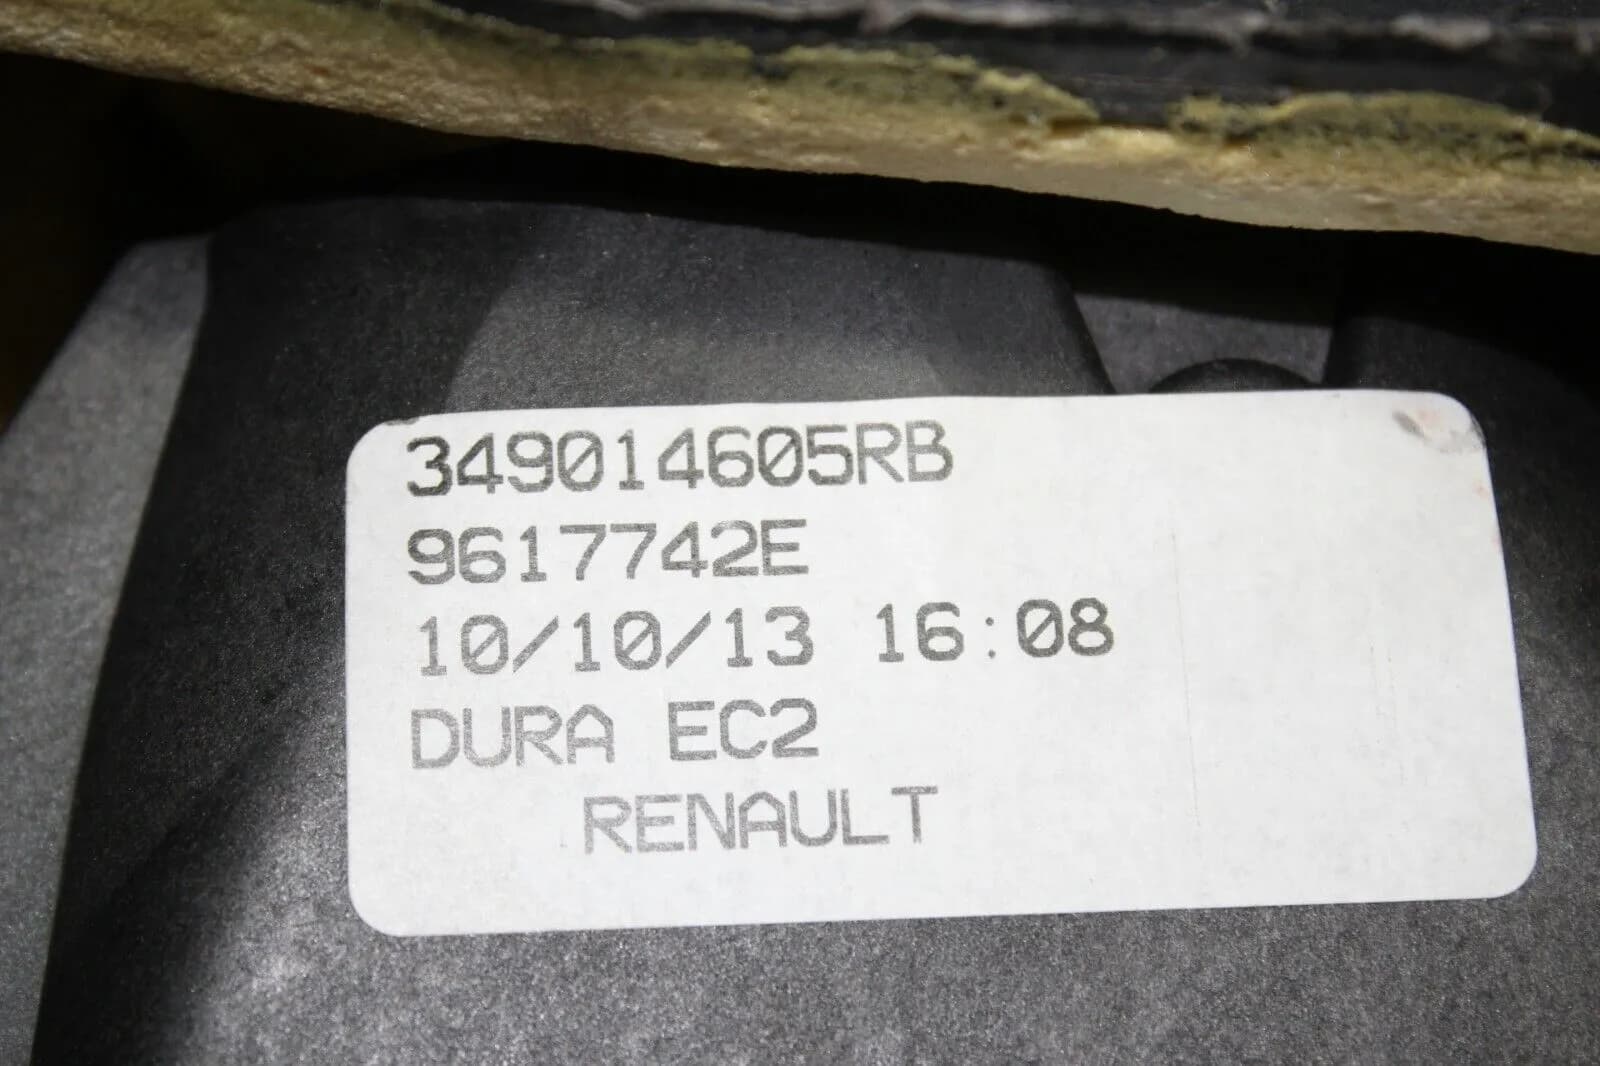 349014605RB
9617742E
10/10/13 16:08
DURA EC2
RENAULT